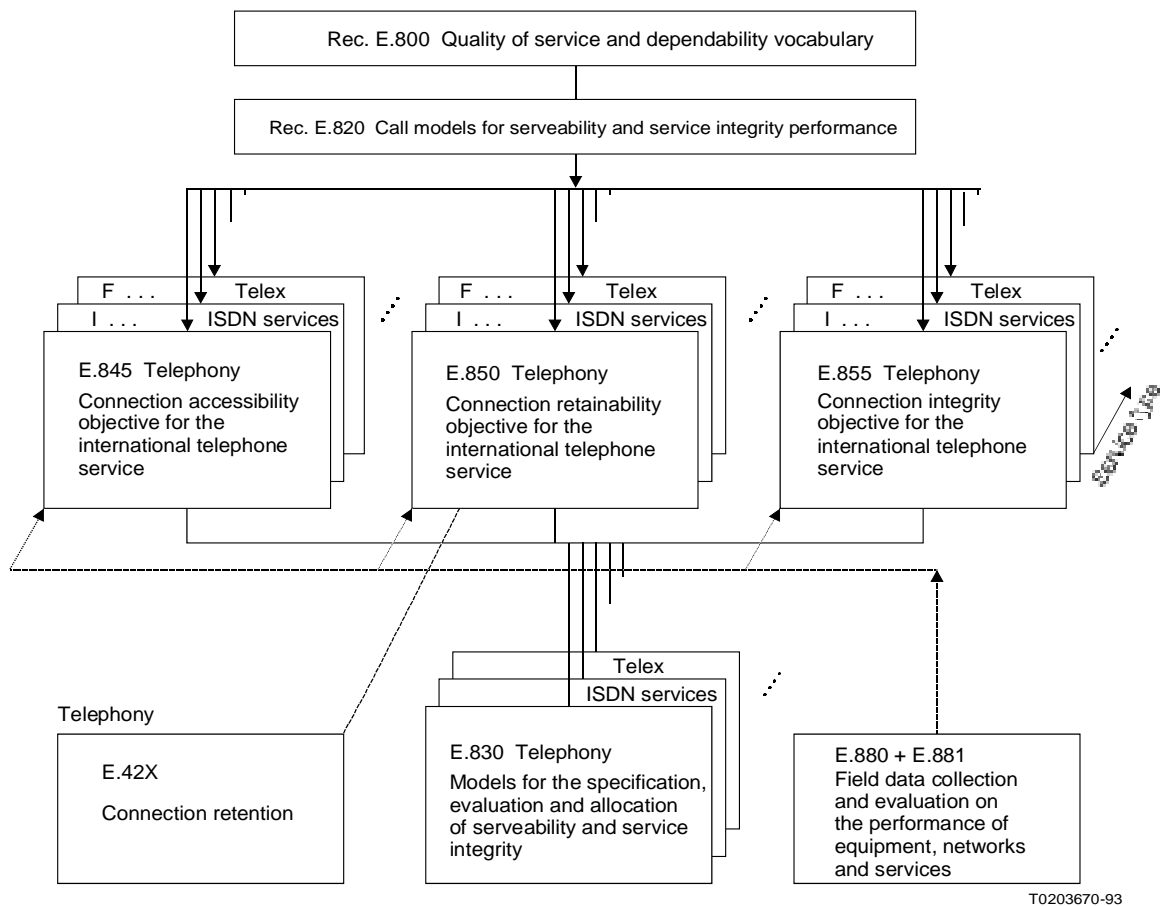 Rec. E.800 Quality of service and dependability vocabulary
Rec. E.820 Call models for serveability and service integrity performance
F . . . Telex
I . . . ISDN services
E.845 Telephony
Connection accessibility
objective for the
international telephone
service
F . . . Telex
I . . . ISDN services
E.850 Telephony
Connection retainability
objective for the
international telephone
service
F . . . Telex
I . . . ISDN services
E.855 Telephony
Connection integrity
objective for the
international telephone
service
Service type
Telephony
E.42X
Connection retention
Telex
ISDN services
E.830 Telephony
Models for the specification,
evaluation and allocation
of serveability and service
integrity
E.880 + E.881
Field data collection
and evaluation on
the performance of
equipment, networks
and services
T0203670-93